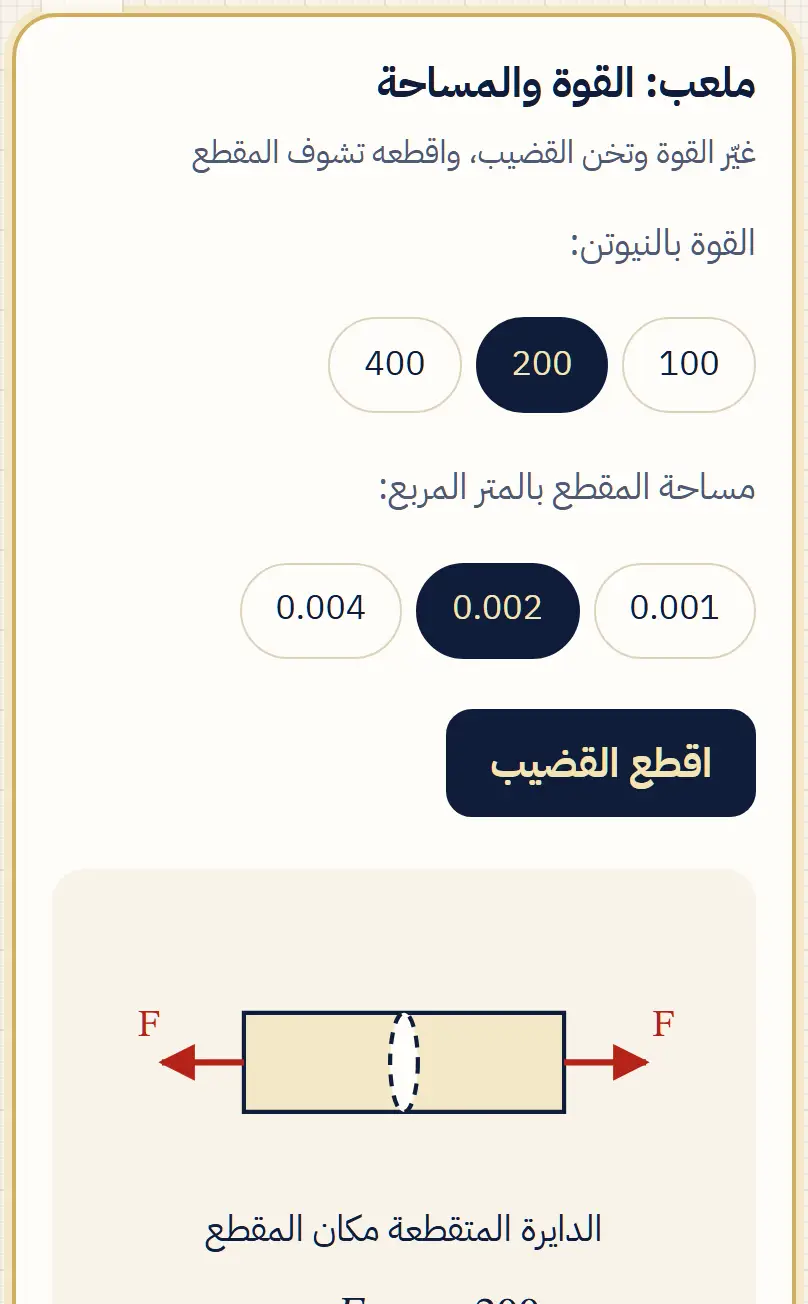 ملعب: القوة والمساحة
غيّر القوة وتخن القضيب، واقطعه تشوف المقطع
القوة بالنيوتن:
100 200 400
مساحة المقطع بالمتر المربع:
0.001 0.002 0.004
اقطع القضيب
F F
الدايرة المتقطعة مكان المقطع